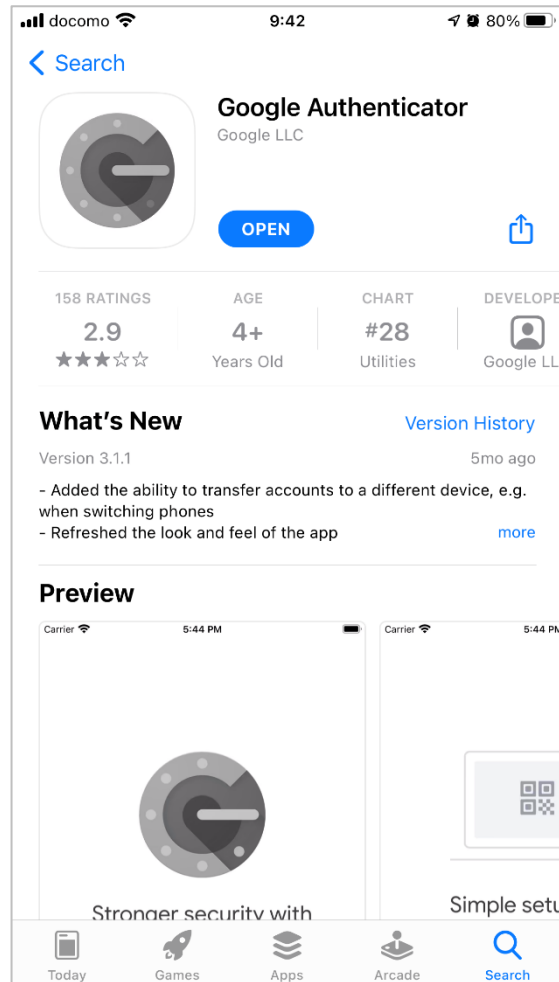 docomo 9:42 80%
Search
Google Authenticator
Google LLC
OPEN
158 RATINGS AGE CHART DEVELOPE
2.9 4+ #28
Years Old Utilities Google LL
What's New Version History
Version 3.1.1 5mo ago
- Added the ability to transfer accounts to a different device, e.g.
when switching phones
- Refreshed the look and feel of the app more
Preview
Carrier 5:44 PM Carrier 5:44 PM
Stronger security with Simple setu
Today Games Apps Arcade Search